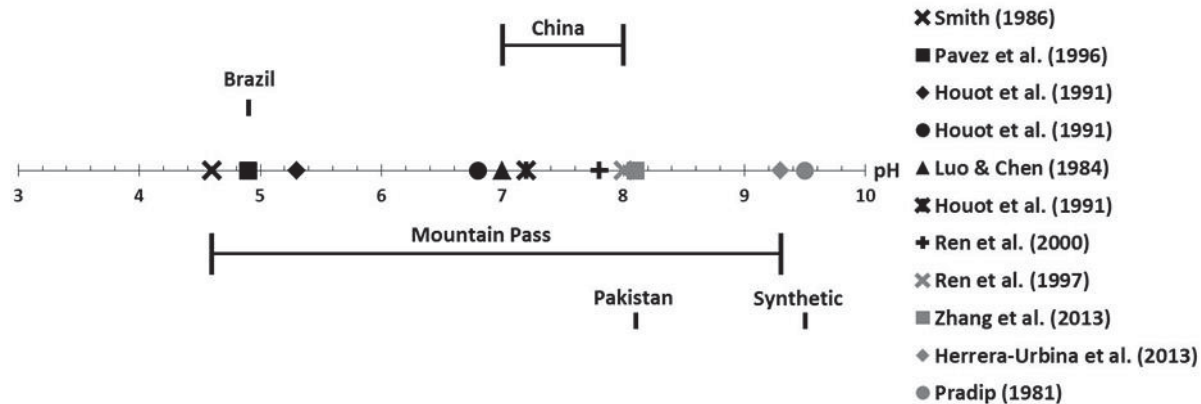 China
Brazil
3 4 5 6 7 8 9 10 pH
Mountain Pass
Pakistan Synthetic
Smith (1986)
Pavez et al. (1996)
Houot et al. (1991)
Houot et al. (1991)
Luo & Chen (1984)
Houot et al. (1991)
Ren et al. (2000)
Ren et al. (1997)
Zhang et al. (2013)
Herrera-Urbina et al. (2013)
Pradip (1981)